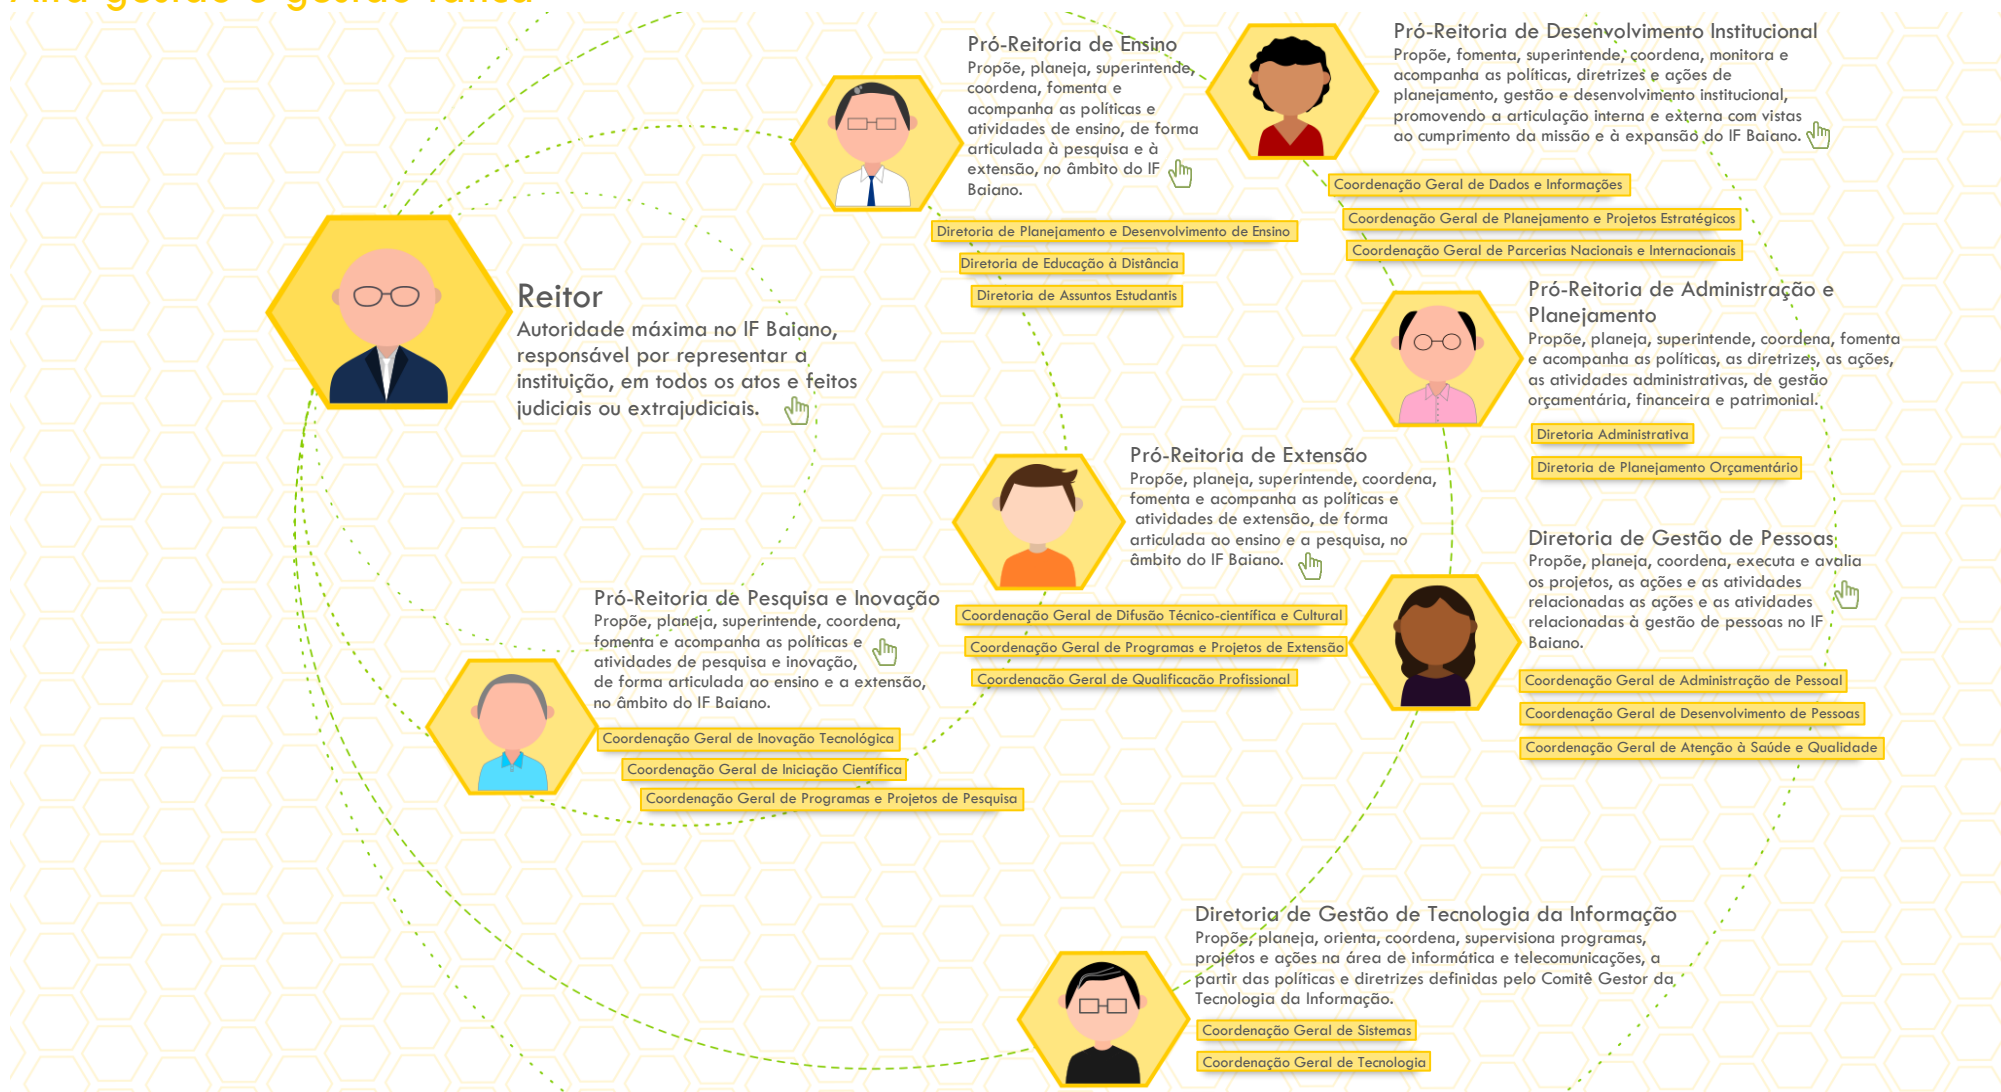 Pró-Reitoria de Ensino
Propõe, planeja, superintende,
coordena, fomenta e
acompanha as políticas e
atividades de ensino, de forma
articulada à pesquisa e à
extensão, no âmbito do IF
Baiano.
Diretoria de Planejamento e Desenvolvimento de Ensino
Diretoria de Educação à Distância
Diretoria de Assuntos Estudantis
Pró-Reitoria de Desenvolvimento Institucional
Propõe, fomenta, superintende, coordena, monitora e
acompanha as políticas, diretrizes e ações de
planejamento, gestão e desenvolvimento institucional,
promovendo a articulação interna e externa com vistas
ao cumprimento da missão e à expansão do IF Baiano.
Coordenação Geral de Dados e Informações
Coordenação Geral de Planejamento e Projetos Estratégicos
Coordenação Geral de Parcerias Nacionais e Internacionais
Reitor
Autoridade máxima no IF Baiano,
responsável por representar a
instituição, em todos os atos e feitos
judiciais ou extrajudiciais.
Pró-Reitoria de Administração e
Planejamento
Propõe, planeja, superintende, coordena, fomenta
e acompanha as políticas, as diretrizes, as ações,
as atividades administrativas, de gestão
orçamentária, financeira e patrimonial.
Diretoria Administrativa
Diretoria de Planejamento Orçamentário
Pró-Reitoria de Extensão
Propõe, planeja, superintende, coordena,
fomenta e acompanha as políticas e
atividades de extensão, de forma
articulada ao ensino e a pesquisa, no
âmbito do IF Baiano.
Coordenação Geral de Difusão Técnico-científica e Cultural
Coordenação Geral de Programas e Projetos de Extensão
Coordenação Geral de Qualificação Profissional
Diretoria de Gestão de Pessoas
Propõe, planeja, coordena, executa e avalia
os projetos, as ações e as atividades
relacionadas as ações e as atividades
relacionadas à gestão de pessoas no IF
Baiano.
Coordenação Geral de Administração de Pessoal
Coordenação Geral de Desenvolvimento de Pessoas
Coordenação Geral de Atenção à Saúde e Qualidade
Pró-Reitoria de Pesquisa e Inovação
Propõe, planeja, superintende, coordena,
fomenta e acompanha as políticas e
atividades de pesquisa e inovação,
de forma articulada ao ensino e a extensão,
no âmbito do IF Baiano.
Coordenação Geral de Inovação Tecnológica
Coordenação Geral de Iniciação Científica
Coordenação Geral de Programas e Projetos de Pesquisa
Diretoria de Gestão de Tecnologia da Informação
Propõe, planeja, orienta, coordena, supervisiona programas,
projetos e ações na área de informática e telecomunicações, a
partir das políticas e diretrizes definidas pelo Comitê Gestor da
Tecnologia da Informação.
Coordenação Geral de Sistemas
Coordenação Geral de Tecnologia